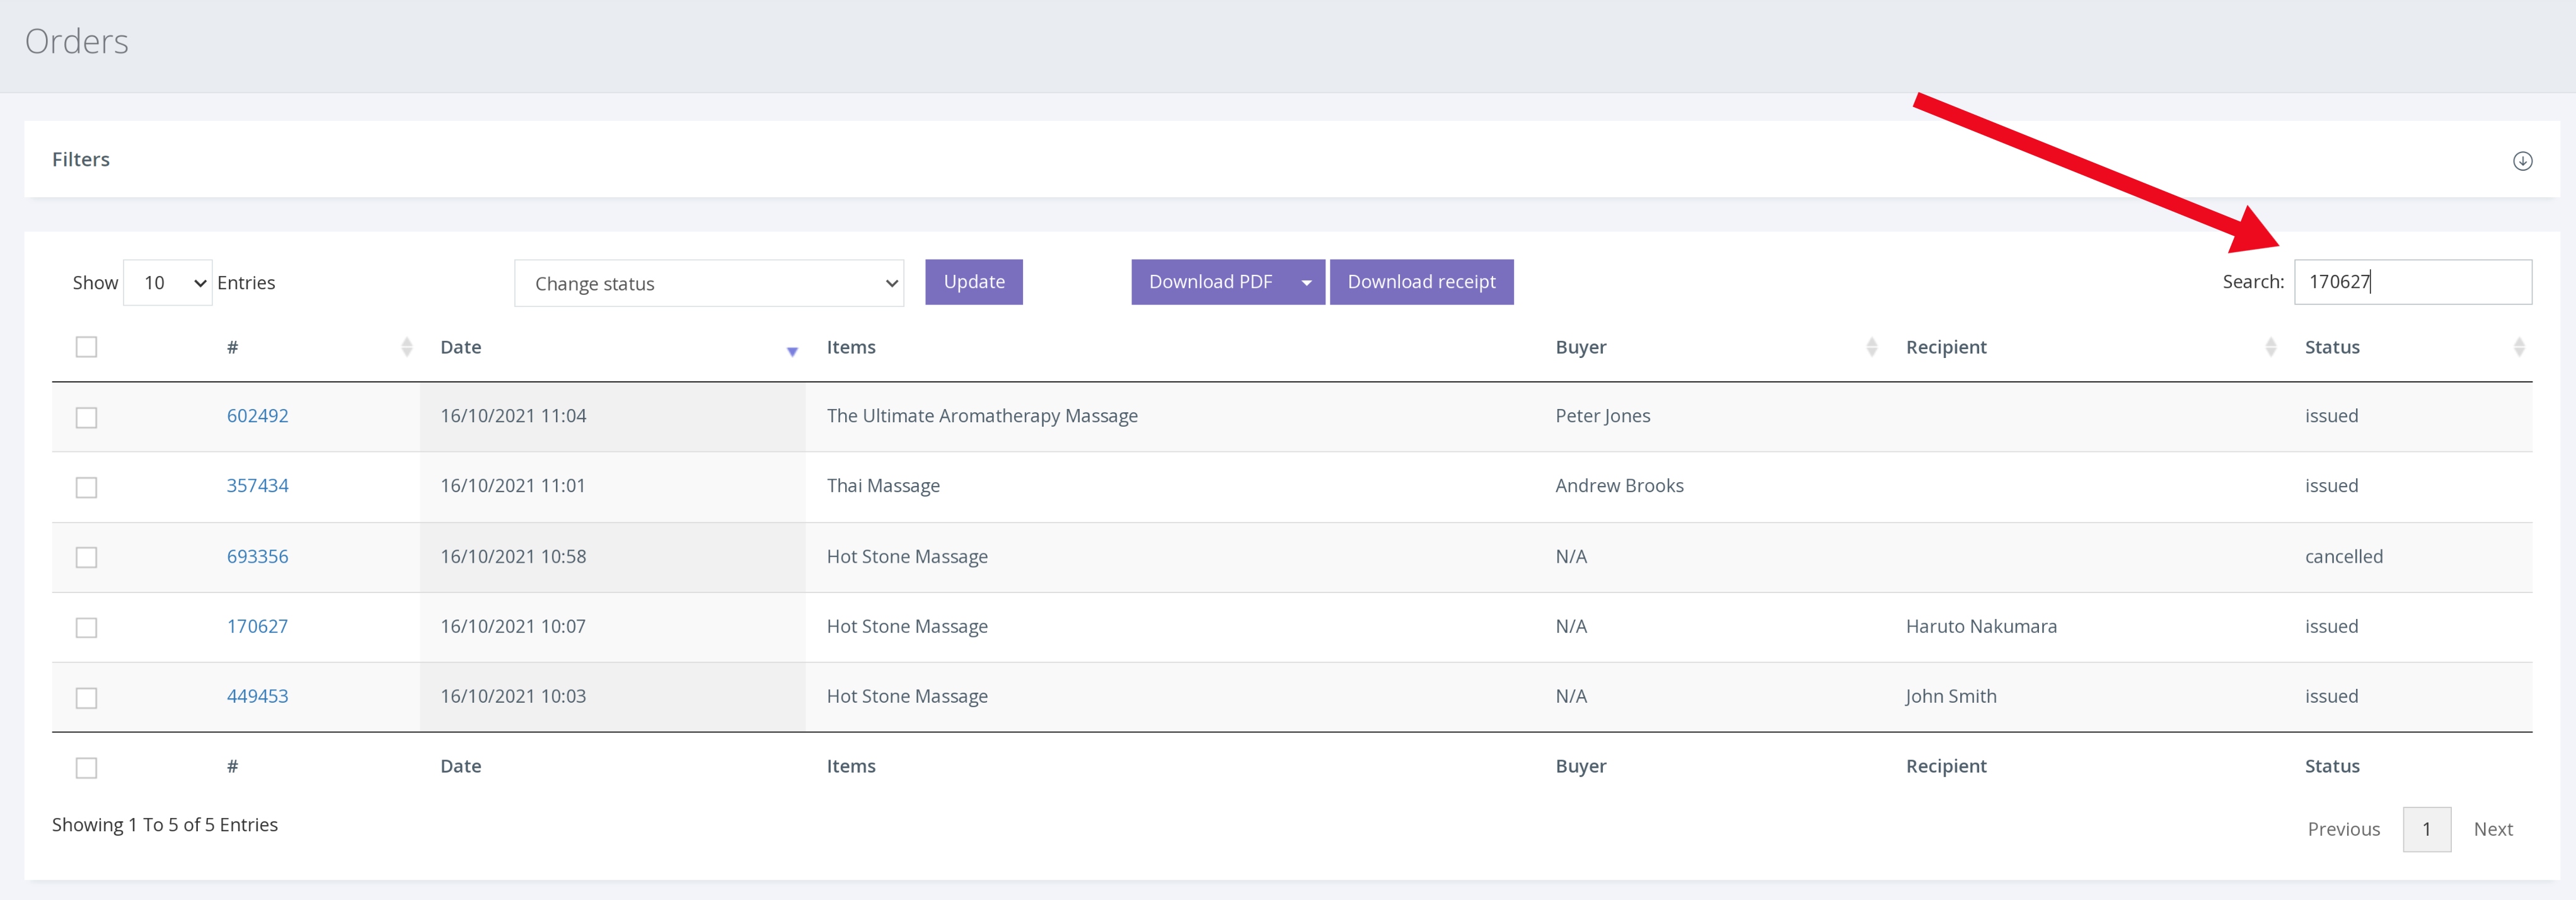 Orders
Filters
Show 10 Entries Change status Update Download PDF Download receipt Search: 170627
# Date Items Buyer Recipient Status
602492 16/10/2021 11:04 The Ultimate Aromatherapy Massage Peter Jones issued
357434 16/10/2021 11:01 Thai Massage Andrew Brooks issued
693356 16/10/2021 10:58 Hot Stone Massage N/A cancelled
170627 16/10/2021 10:07 Hot Stone Massage N/A Haruto Nakumara issued
449453 16/10/2021 10:03 Hot Stone Massage N/A John Smith issued
# Date Items Buyer Recipient Status
Showing 1 To 5 of 5 Entries
Previous 1 Next